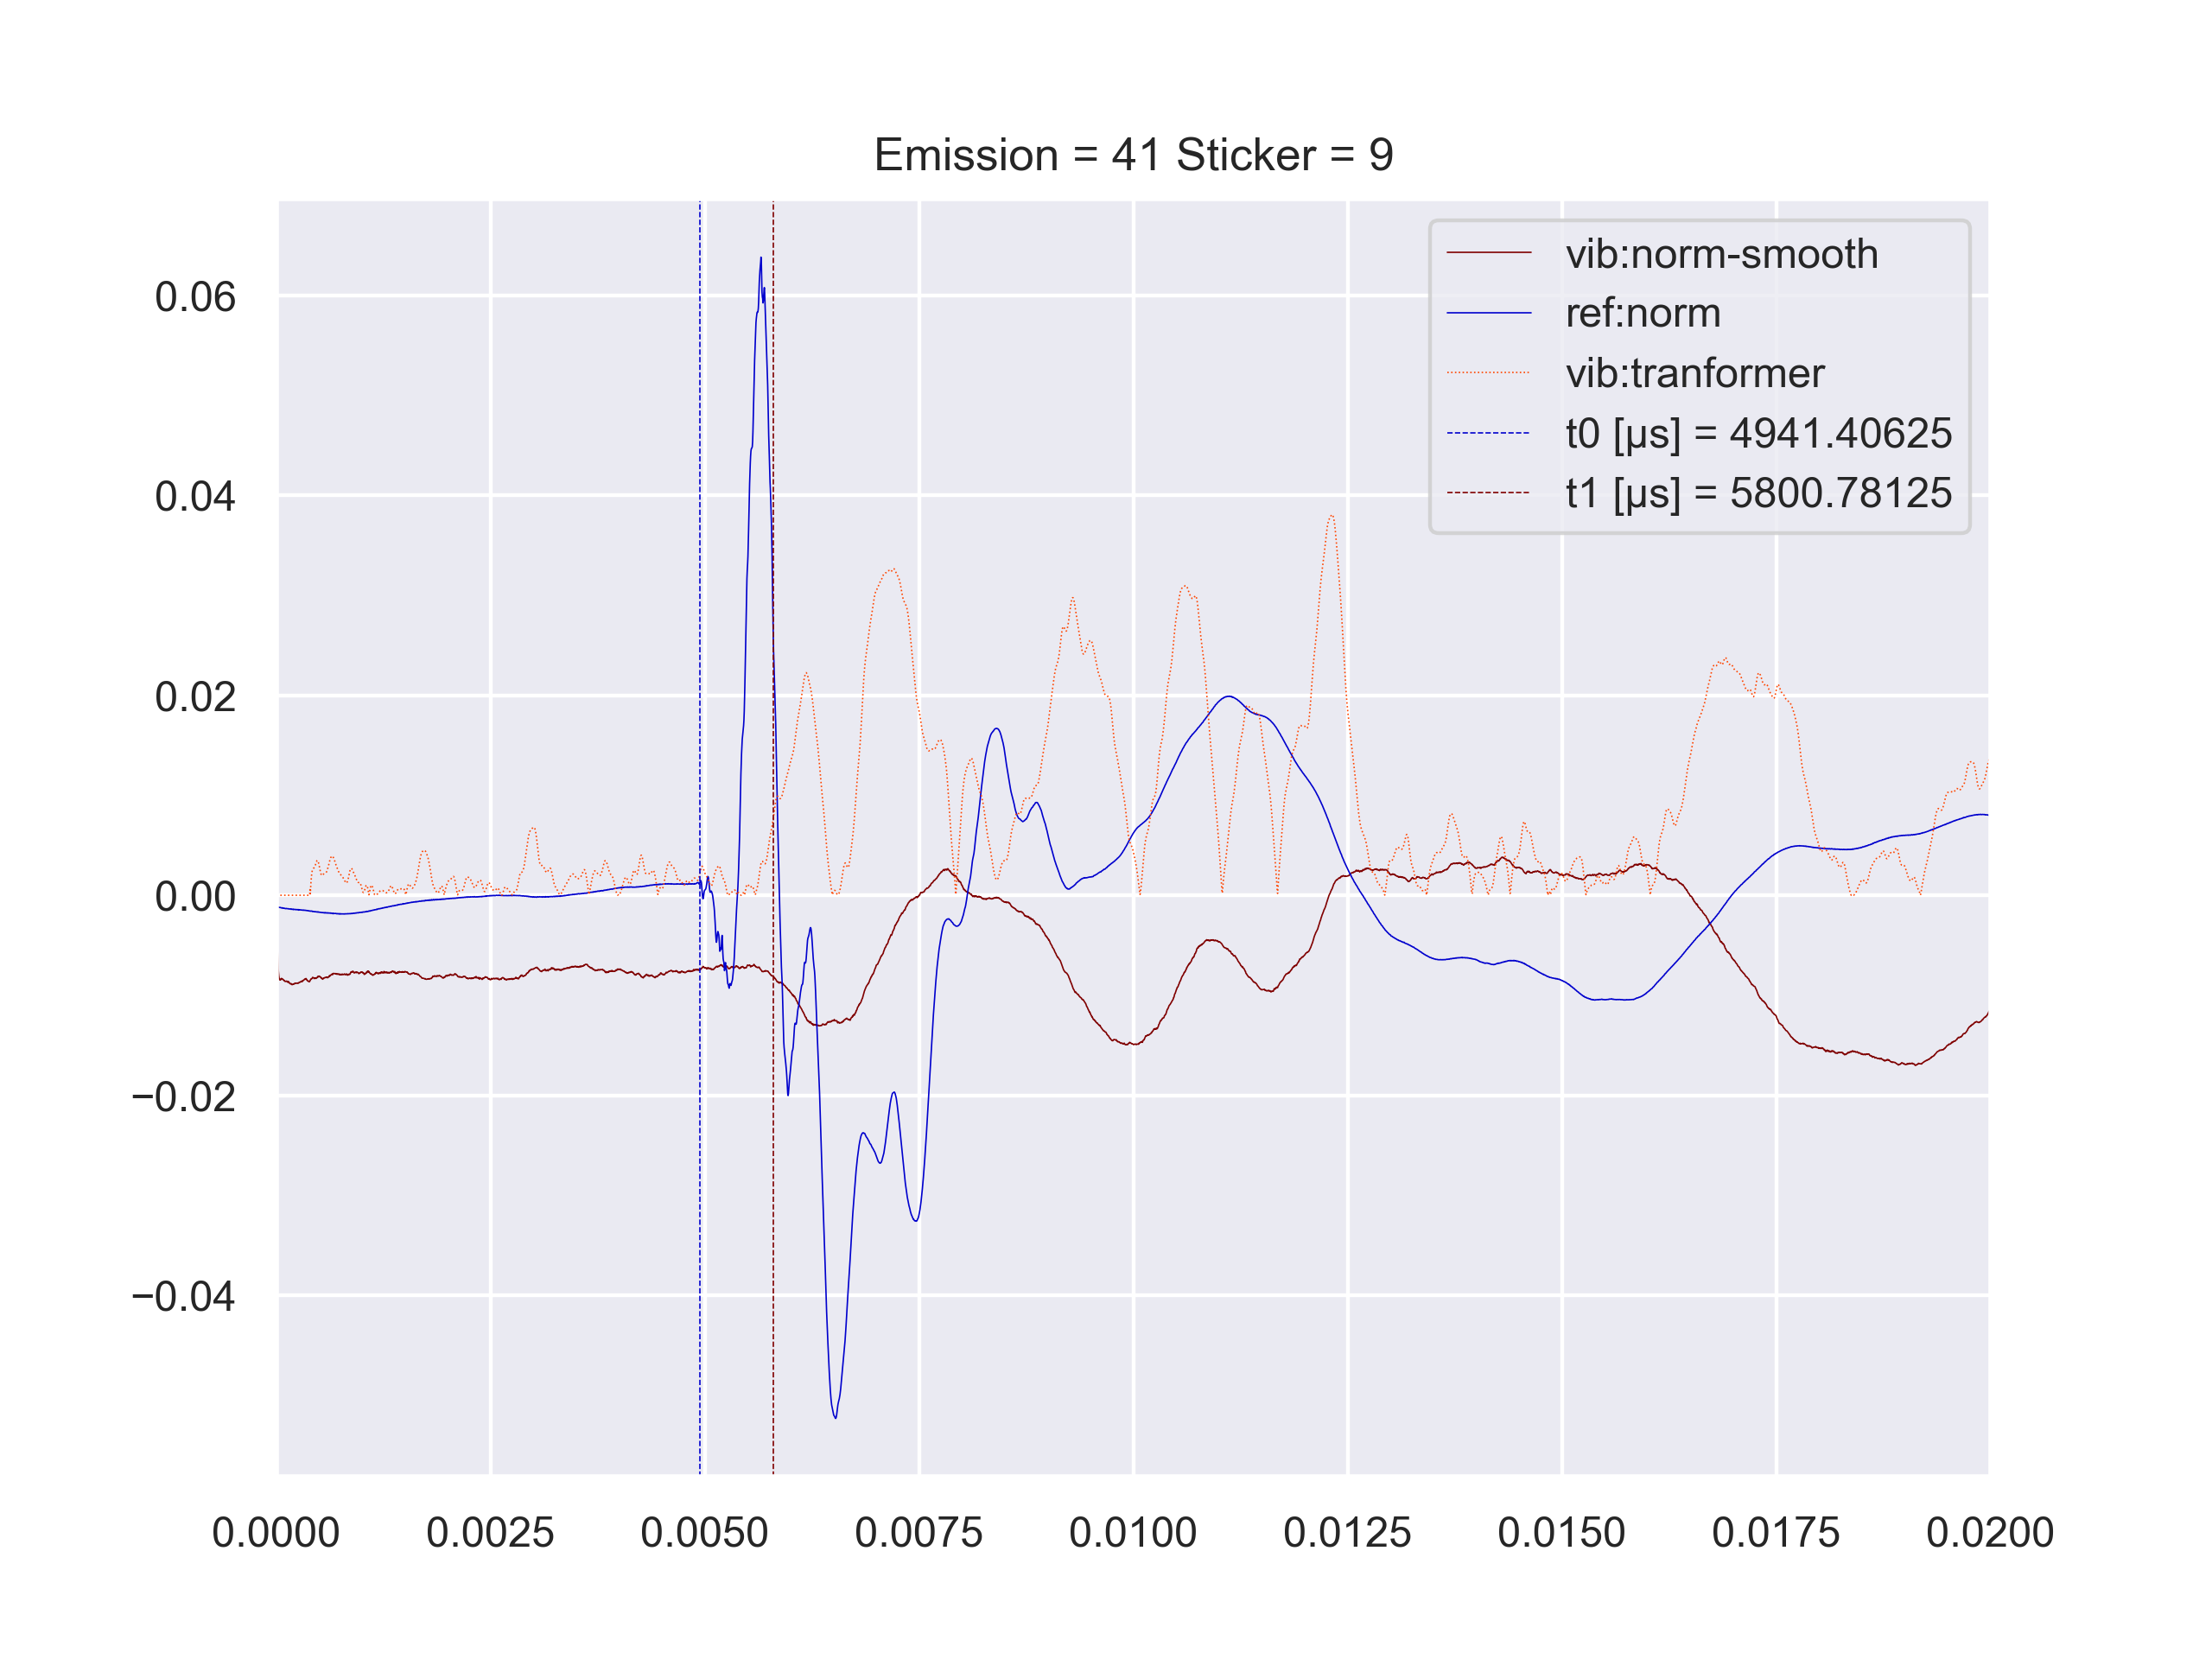 Emission = 41 Sticker = 9
vib:norm-smooth
ref:norm
vib:tranformer
t0 [µs] = 4941.40625
t1 [µs] = 5800.78125
0.06
0.04
0.02
0.00
−0.02
−0.04
0.0000 0.0025 0.0050 0.0075 0.0100 0.0125 0.0150 0.0175 0.0200